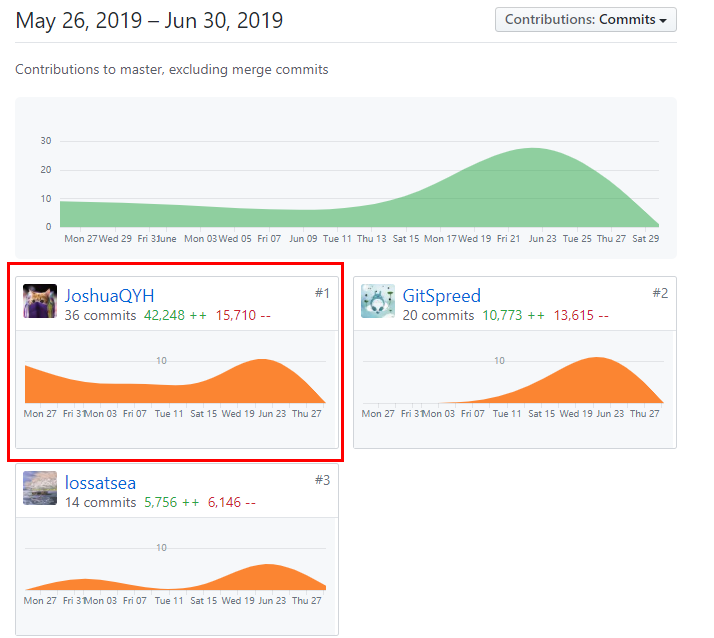 May 26, 2019 – Jun 30, 2019
Contributions: Commits
Contributions to master, excluding merge commits
30
20
10
0
Mon 27 Wed 29 Fri 31 June Mon 03 Wed 05 Fri 07 Jun 09 Tue 11 Thu 13 Sat 15 Mon 17 Wed 19 Fri 21 Jun 23 Tue 25 Thu 27 Sat 29
JoshuaQYH #1
36 commits 42,248 ++ 15,710 --
10
Mon 27 Fri 31 Mon 03 Fri 07 Tue 11 Sat 15 Wed 19 Jun 23 Thu 27
GitSpreed #2
20 commits 10,773 ++ 13,615 --
10
Mon 27 Fri 31 Mon 03 Fri 07 Tue 11 Sat 15 Wed 19 Jun 23 Thu 27
lossatsea #3
14 commits 5,756 ++ 6,146 --
10
Mon 27 Fri 31 Mon 03 Fri 07 Tue 11 Sat 15 Wed 19 Jun 23 Thu 27